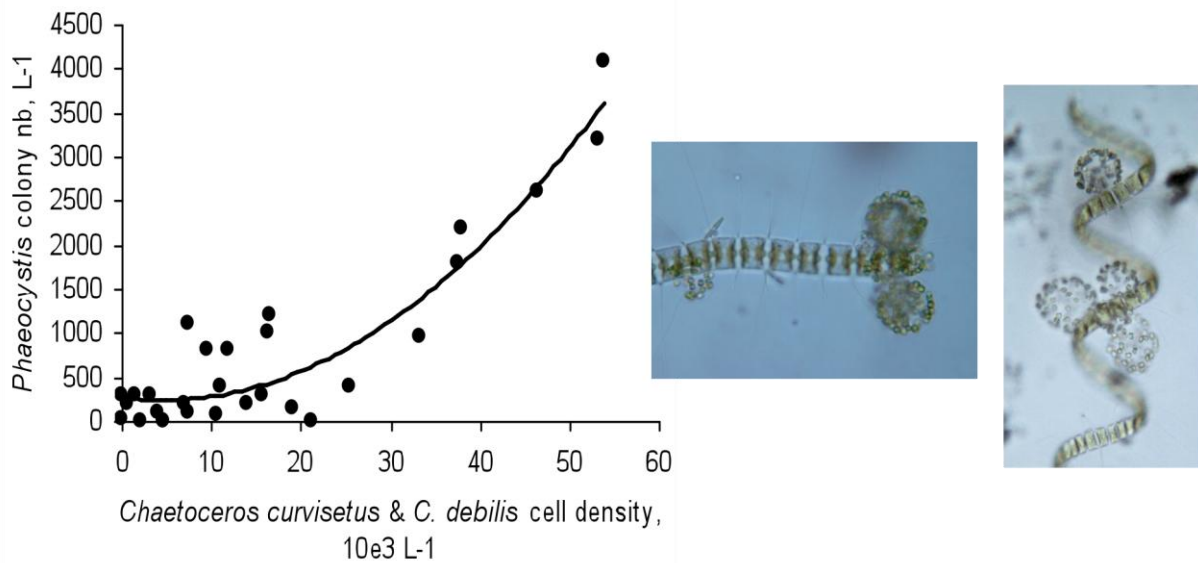 4500
4000
3500
3000
2500
2000
1500
1000
500
0
Phaeocystis colony nb, L-1
0 10 20 30 40 50 60
Chaetoceros curvisetus & C. debilis cell density,
10e3 L-1